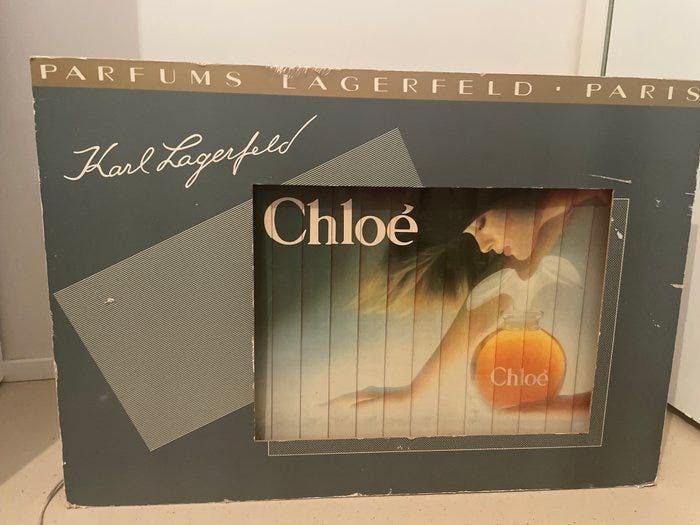 PARFUMS LAGERFELD · PARIS
Karl Lagerfeld
Chloé
Chloé